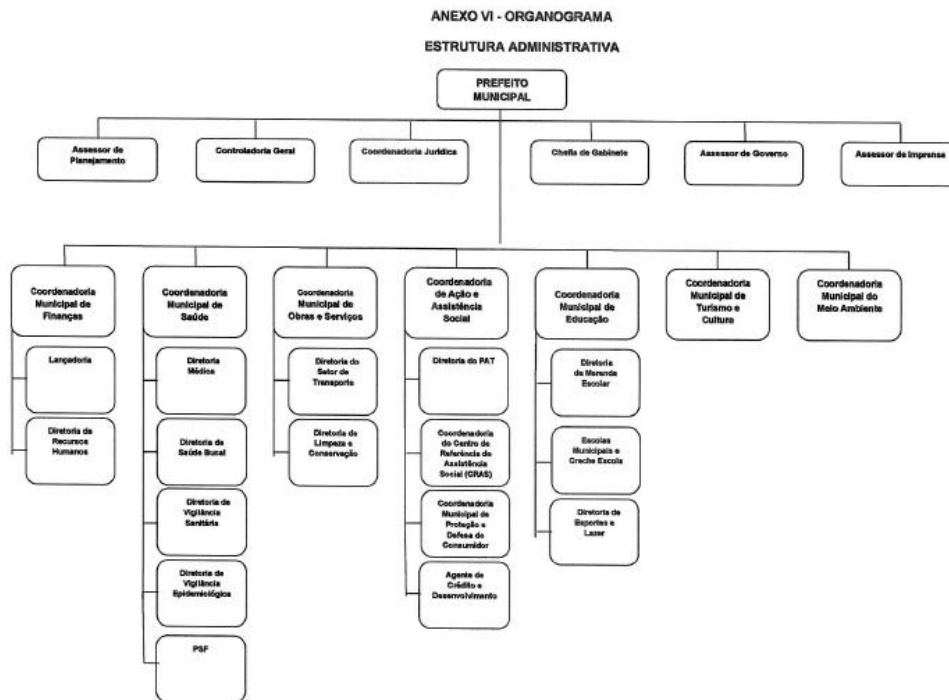 ANEXO VI - ORGANOGRAMA
ESTRUTURA ADMINISTRATIVA
PREFEITO
MUNICIPAL
Assessor de
Planejamento
Controladoria Geral
Coordenadoria Jurídica
Chefia de Gabinete
Assessor de Governo
Assessor de Imprensa
Coordenadoria
Municipal de
Finanças
Coordenadoria
Municipal de
Saúde
Coordenadoria
Municipal de
Obras e Serviços
Coordenadoria
de Ação e
Assistência
Social
Coordenadoria
Municipal de
Educação
Coordenadoria
Municipal de
Turismo e
Cultura
Coordenadoria
Municipal do
Meio Ambiente
Lançadoria
Diretoria de
Recursos
Humanos
Diretoria
Médica
Diretoria de
Saúde Bucal
Diretoria de
Vigilância
Sanitária
Diretoria de
Vigilância
Epidemiológica
PSF
Diretoria do
Setor de
Transporte
Diretoria de
Limpeza e
Conservação
Diretoria do PAT
Coordenadoria
do Centro de
Referência de
Assistência
Social (CRAS)
Coordenadoria
Municipal de
Proteção e
Defesa do
Consumidor
Agente de
Crédito e
Desenvolvimento
Diretoria
da Merenda
Escolar
Escolas
Municipais e
Creche Escola
Diretoria de
Esportes e
Lazer